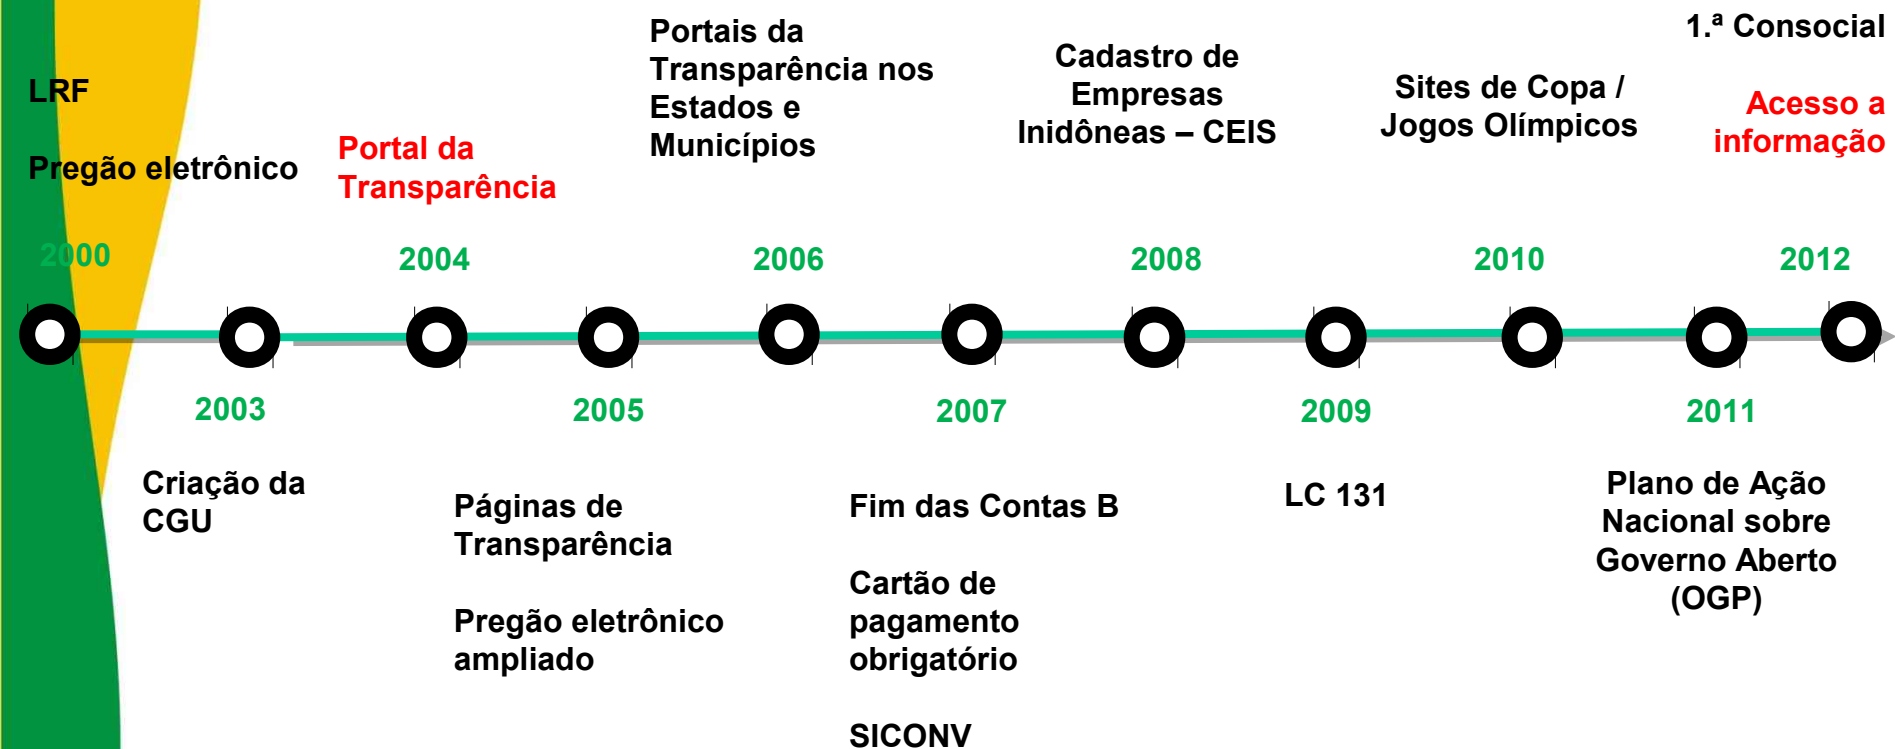 LRF
Pregão eletrônico
2000
Criação da
CGU
2003
Portal da
Transparência
2004
Páginas de
Transparência
Pregão eletrônico
ampliado
2005
Portais da
Transparência nos
Estados e
Municípios
2006
2007
Fim das Contas B
Cartão de
pagamento
obrigatório
SICONV
Cadastro de
Empresas
Inidôneas – CEIS
2008
2009
LC 131
Sites de Copa /
Jogos Olímpicos
2010
2011
Plano de Ação
Nacional sobre
Governo Aberto
(OGP)
1.ª Consocial
Acesso a
informação
2012